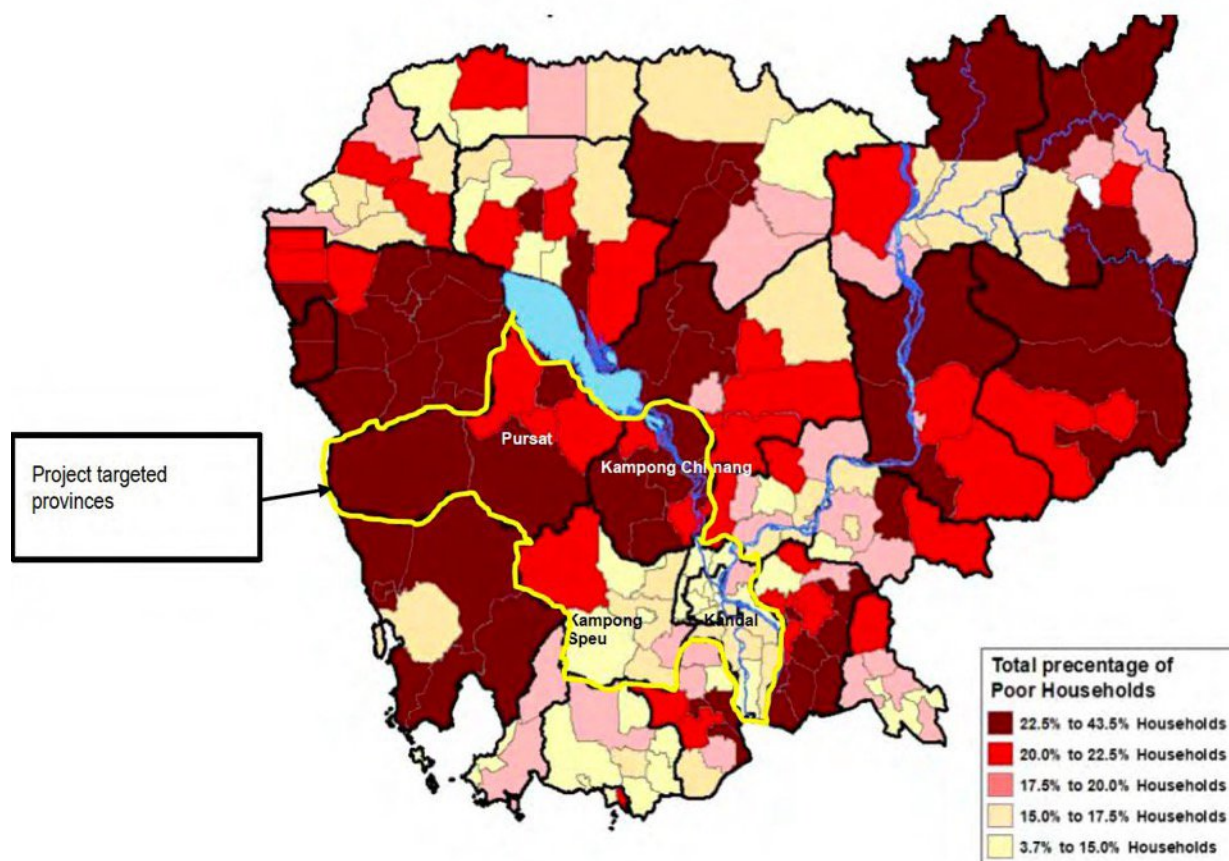 Pursat
Kampong Chhnang
Project targeted
provinces
Kampong
Speu
Kandal
Total precentage of
Poor Households
22.5% to 43.5% Households
20.0% to 22.5% Households
17.5% to 20.0% Households
15.0% to 17.5% Households
3.7% to 15.0% Households